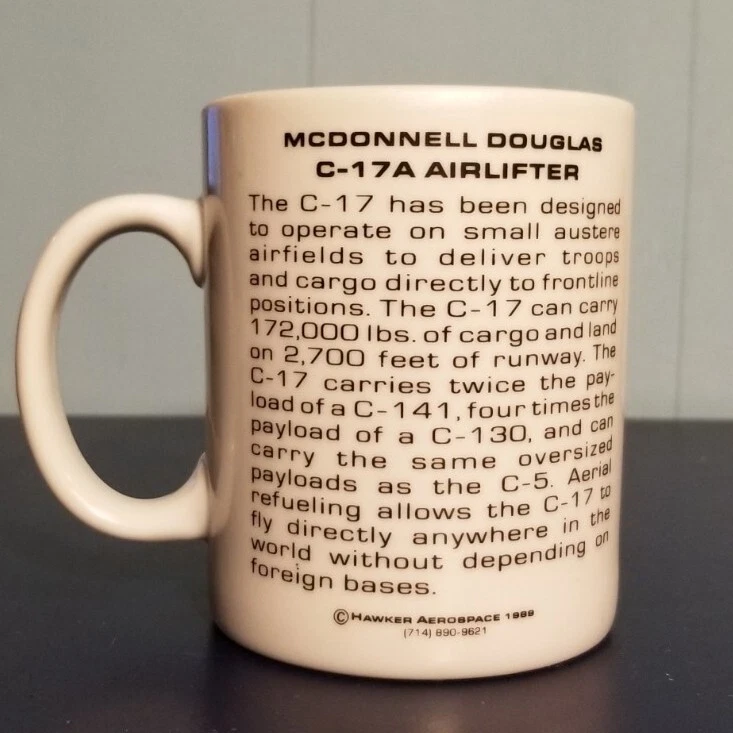 MCDONNELL DOUGLAS
C-17A AIRLIFTER
The C-17 has been designed
to operate on small austere
airfields to deliver troops
and cargo directly to frontline
positions. The C-17 can carry
172,000 lbs. of cargo and land
on 2,700 feet of runway. The
C-17 carries twice the pay-
load of a C-141, four times the
payload of a C-130, and can
carry the same oversized
payloads as the C-5. Aerial
refueling allows the C-17 to
fly directly anywhere in the
world without depending on
foreign bases.
© HAWKER AEROSPACE 1989
(714) 890-9621